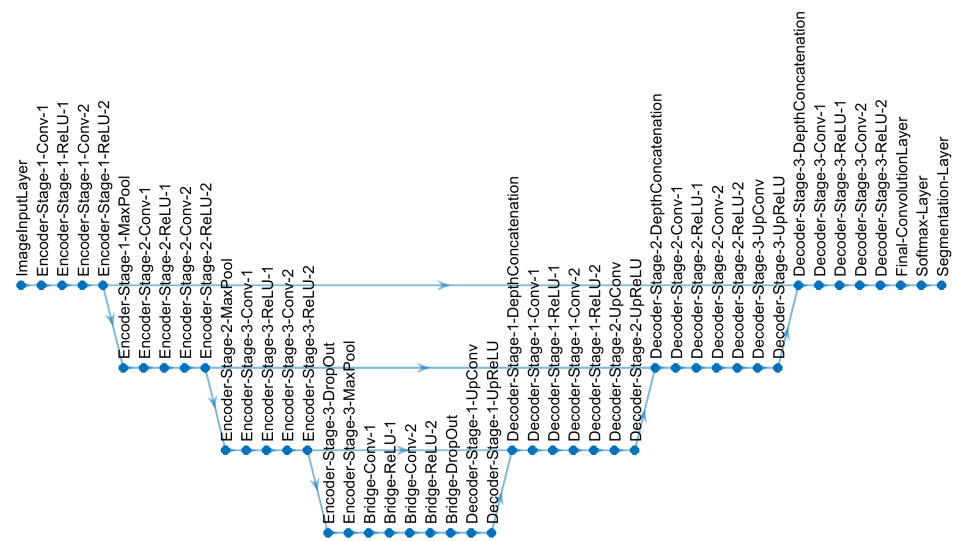 ImageInputLayer
Encoder-Stage-1-Conv-1
Encoder-Stage-1-ReLU-1
Encoder-Stage-1-Conv-2
Encoder-Stage-1-ReLU-2
Encoder-Stage-1-MaxPool
Encoder-Stage-2-Conv-1
Encoder-Stage-2-ReLU-1
Encoder-Stage-2-Conv-2
Encoder-Stage-2-ReLU-2
Encoder-Stage-2-MaxPool
Encoder-Stage-3-Conv-1
Encoder-Stage-3-ReLU-1
Encoder-Stage-3-Conv-2
Encoder-Stage-3-ReLU-2
Encoder-Stage-3-DropOut
Encoder-Stage-3-MaxPool
Bridge-Conv-1
Bridge-ReLU-1
Bridge-Conv-2
Bridge-ReLU-2
Bridge-DropOut
Decoder-Stage-1-UpConv
Decoder-Stage-1-UpReLU
Decoder-Stage-1-DepthConcatenation
Decoder-Stage-1-Conv-1
Decoder-Stage-1-ReLU-1
Decoder-Stage-1-Conv-2
Decoder-Stage-1-ReLU-2
Decoder-Stage-2-UpConv
Decoder-Stage-2-UpReLU
Decoder-Stage-2-DepthConcatenation
Decoder-Stage-2-Conv-1
Decoder-Stage-2-ReLU-1
Decoder-Stage-2-Conv-2
Decoder-Stage-2-ReLU-2
Decoder-Stage-3-UpConv
Decoder-Stage-3-UpReLU
Decoder-Stage-3-DepthConcatenation
Decoder-Stage-3-Conv-1
Decoder-Stage-3-ReLU-1
Decoder-Stage-3-Conv-2
Decoder-Stage-3-ReLU-2
Final-ConvolutionLayer
Softmax-Layer
Segmentation-Layer